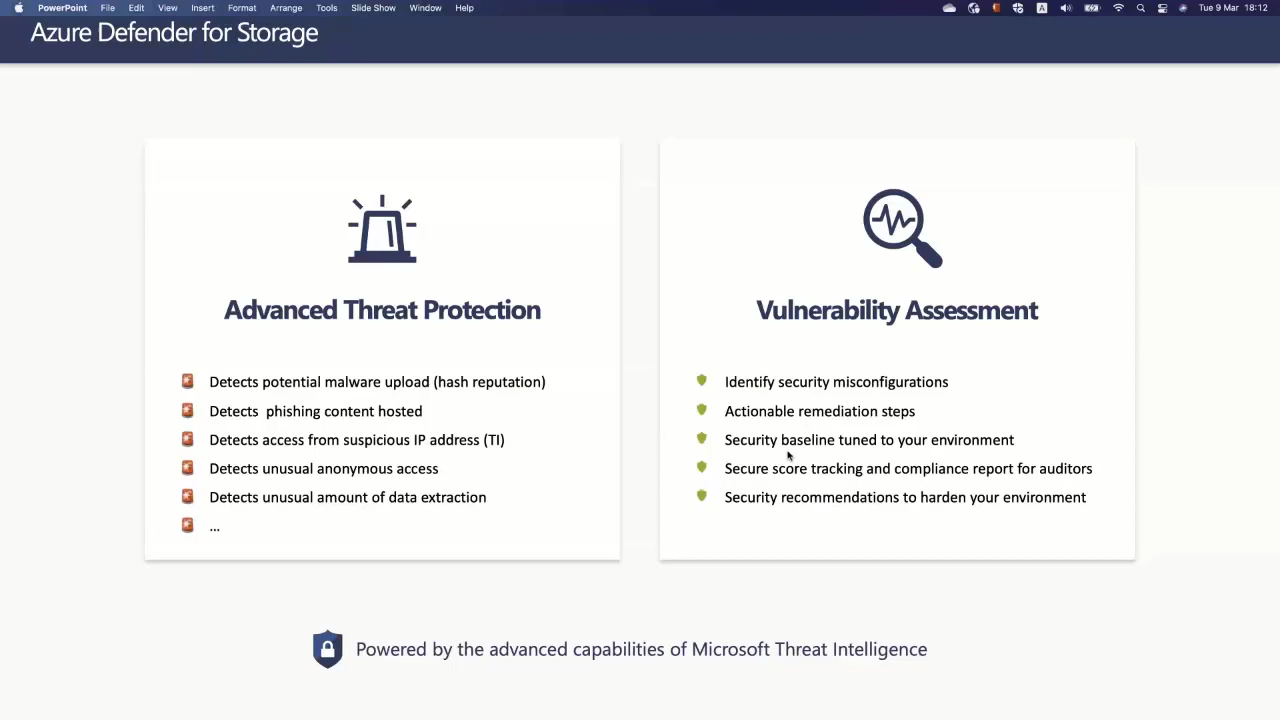 PowerPoint File Edit View Insert Format Arrange Tools Slide Show Window Help A Tue 9 Mar 18:12
Azure Defender for Storage
Advanced Threat Protection
Detects potential malware upload (hash reputation)
Detects  phishing content hosted
Detects access from suspicious IP address (TI)
Detects unusual anonymous access
Detects unusual amount of data extraction
...
Vulnerability Assessment
Identify security misconfigurations
Actionable remediation steps
Security baseline tuned to your environment
Secure score tracking and compliance report for auditors
Security recommendations to harden your environment
Powered by the advanced capabilities of Microsoft Threat Intelligence